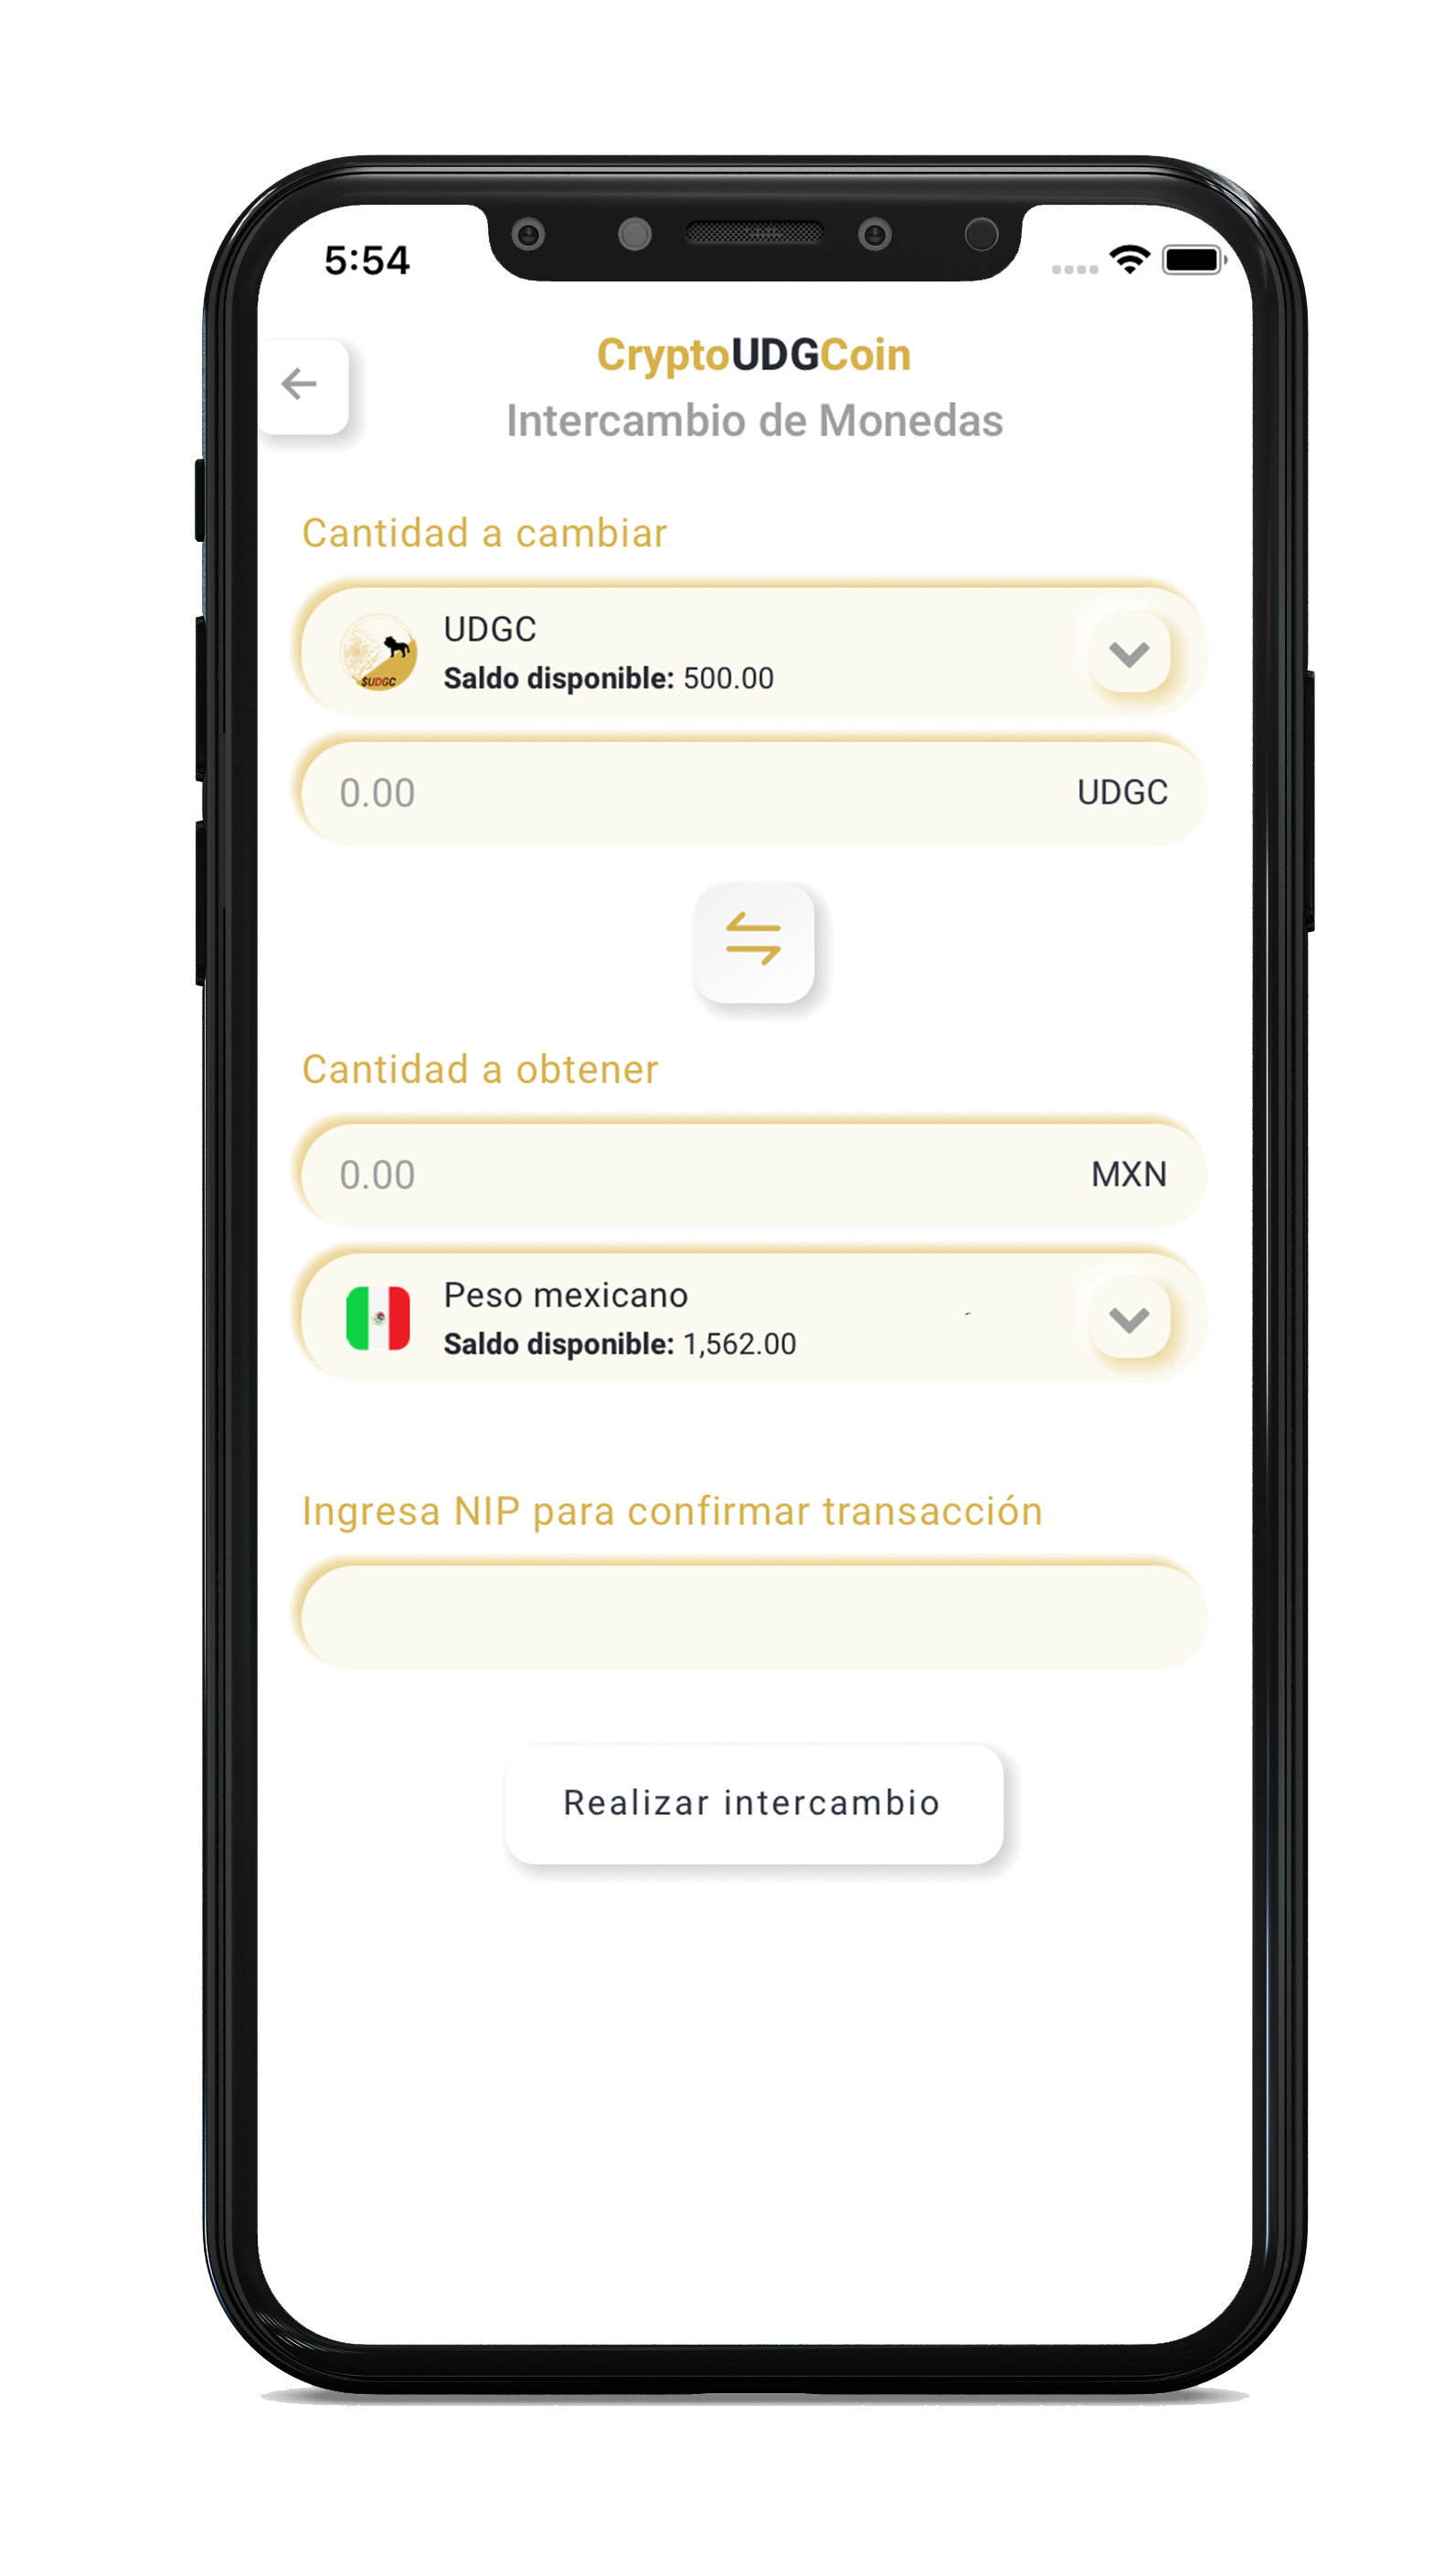 5:54
CryptoUDGCoin
Intercambio de Monedas
Cantidad a cambiar
UDGC
Saldo disponible: 500.00
$UDGC
0.00 UDGC
Cantidad a obtener
0.00 MXN
Peso mexicano
Saldo disponible: 1,562.00
Ingresa NIP para confirmar transacción
Realizar intercambio